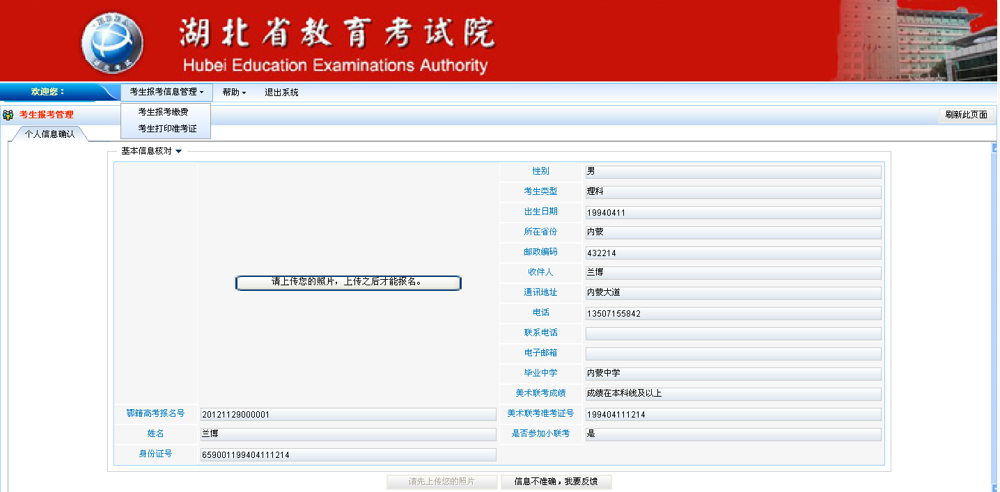 湖北省教育考试院
Hubei Education Examinations Authority
欢迎您： 考生报考信息管理 帮助 退出系统
考生报考缴费
考生打印准考证
考生报考管理 刷新此页面
个人信息确认
基本信息核对
请上传您的照片，上传之后才能报名。
性别 男
考生类型 理科
出生日期 19940411
所在省份 内蒙
邮政编码 432214
收件人 兰博
通讯地址 内蒙大道
电话 13507155842
联系电话
电子邮箱
毕业中学 内蒙中学
美术联考成绩 成绩在本科线及以上
鄂籍高考报名号 20121129000001 美术联考准考证号 199404111214
姓名 兰博 是否参加小联考 是
身份证号 659001199404111214
请先上传您的照片 信息不准确，我要反馈